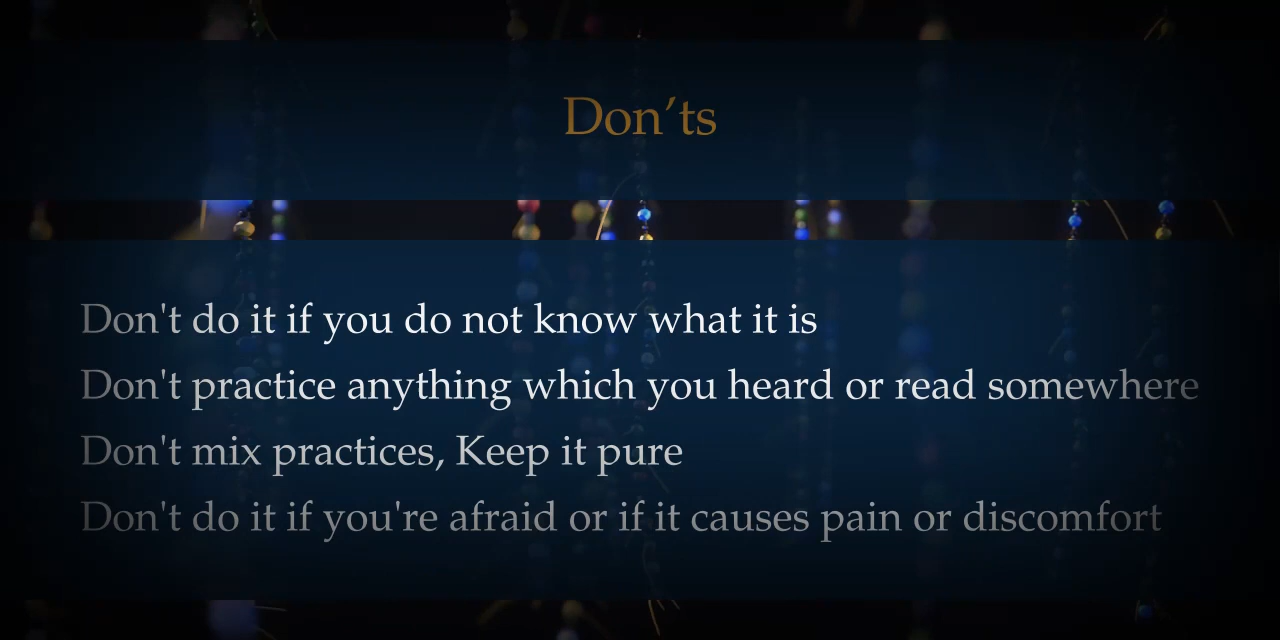 Don’ts
Don't do it if you do not know what it is
Don't practice anything which you heard or read somewhere
Don't mix practices, Keep it pure
Don't do it if you're afraid or if it causes pain or discomfort